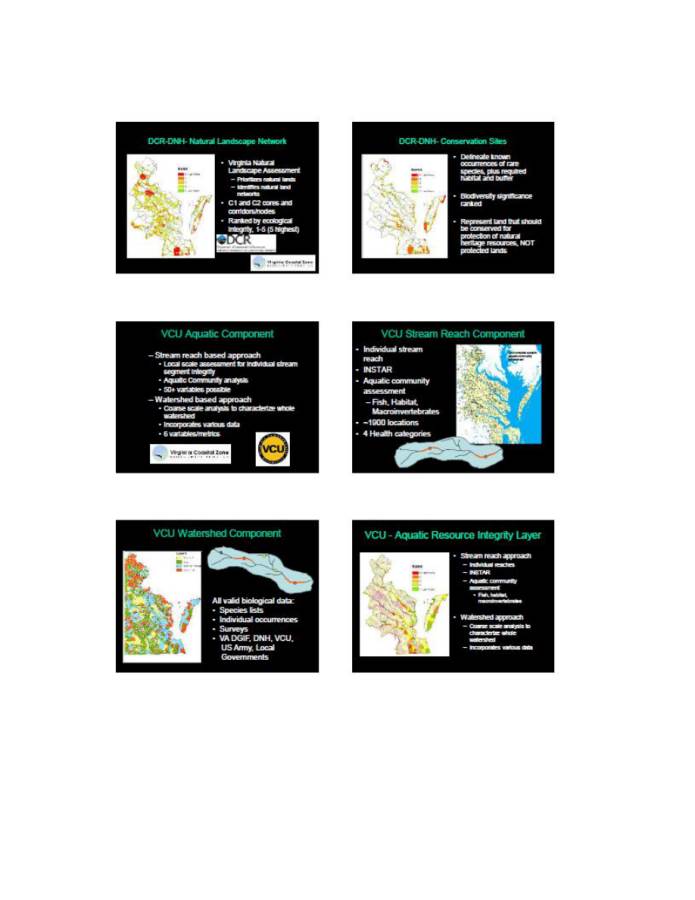 DCR-DNH- Natural Landscape Network
• Virginia Natural
Landscape Assessment
– Prioritizes natural lands
– Identifies natural land
networks
• C1 and C2 cores and
corridors/nodes
• Ranked by ecological
integrity, 1-5 (5 highest)
DCR
Virginia Coastal Zone
DCR-DNH- Conservation Sites
• Delineate known
occurrences of rare
species, plus required
habitat and buffer
• Biodiversity significance
ranked
• Represent land that should
be conserved for
protection of natural
heritage resources, NOT
protected lands
VCU Aquatic Component
– Stream reach based approach
• Local scale assessment for individual stream
segment integrity
• Aquatic Community analysis
• 50+ variables possible
– Watershed based approach
• Coarse scale analysis to characterize whole
watershed
• Incorporates various data
• 6 variables/metrics
Virginia Coastal Zone
VCU
VCU Stream Reach Component
• Individual stream
reach
• INSTAR
• Aquatic community
assessment
– Fish, Habitat,
Macroinvertebrates
• ~1900 locations
• 4 Health categories
VCU Watershed Component
All valid biological data:
• Species lists
• Individual occurrences
• Surveys
• VA DGIF, DNH, VCU,
US Army, Local
Governments
VCU - Aquatic Resource Integrity Layer
• Stream reach approach
– Individual reaches
– INSTAR
– Aquatic community
assessment
• Fish, habitat,
macroinvertebrates
• Watershed approach
– Coarse scale analysis to
characterize whole
watershed
– Incorporates various data